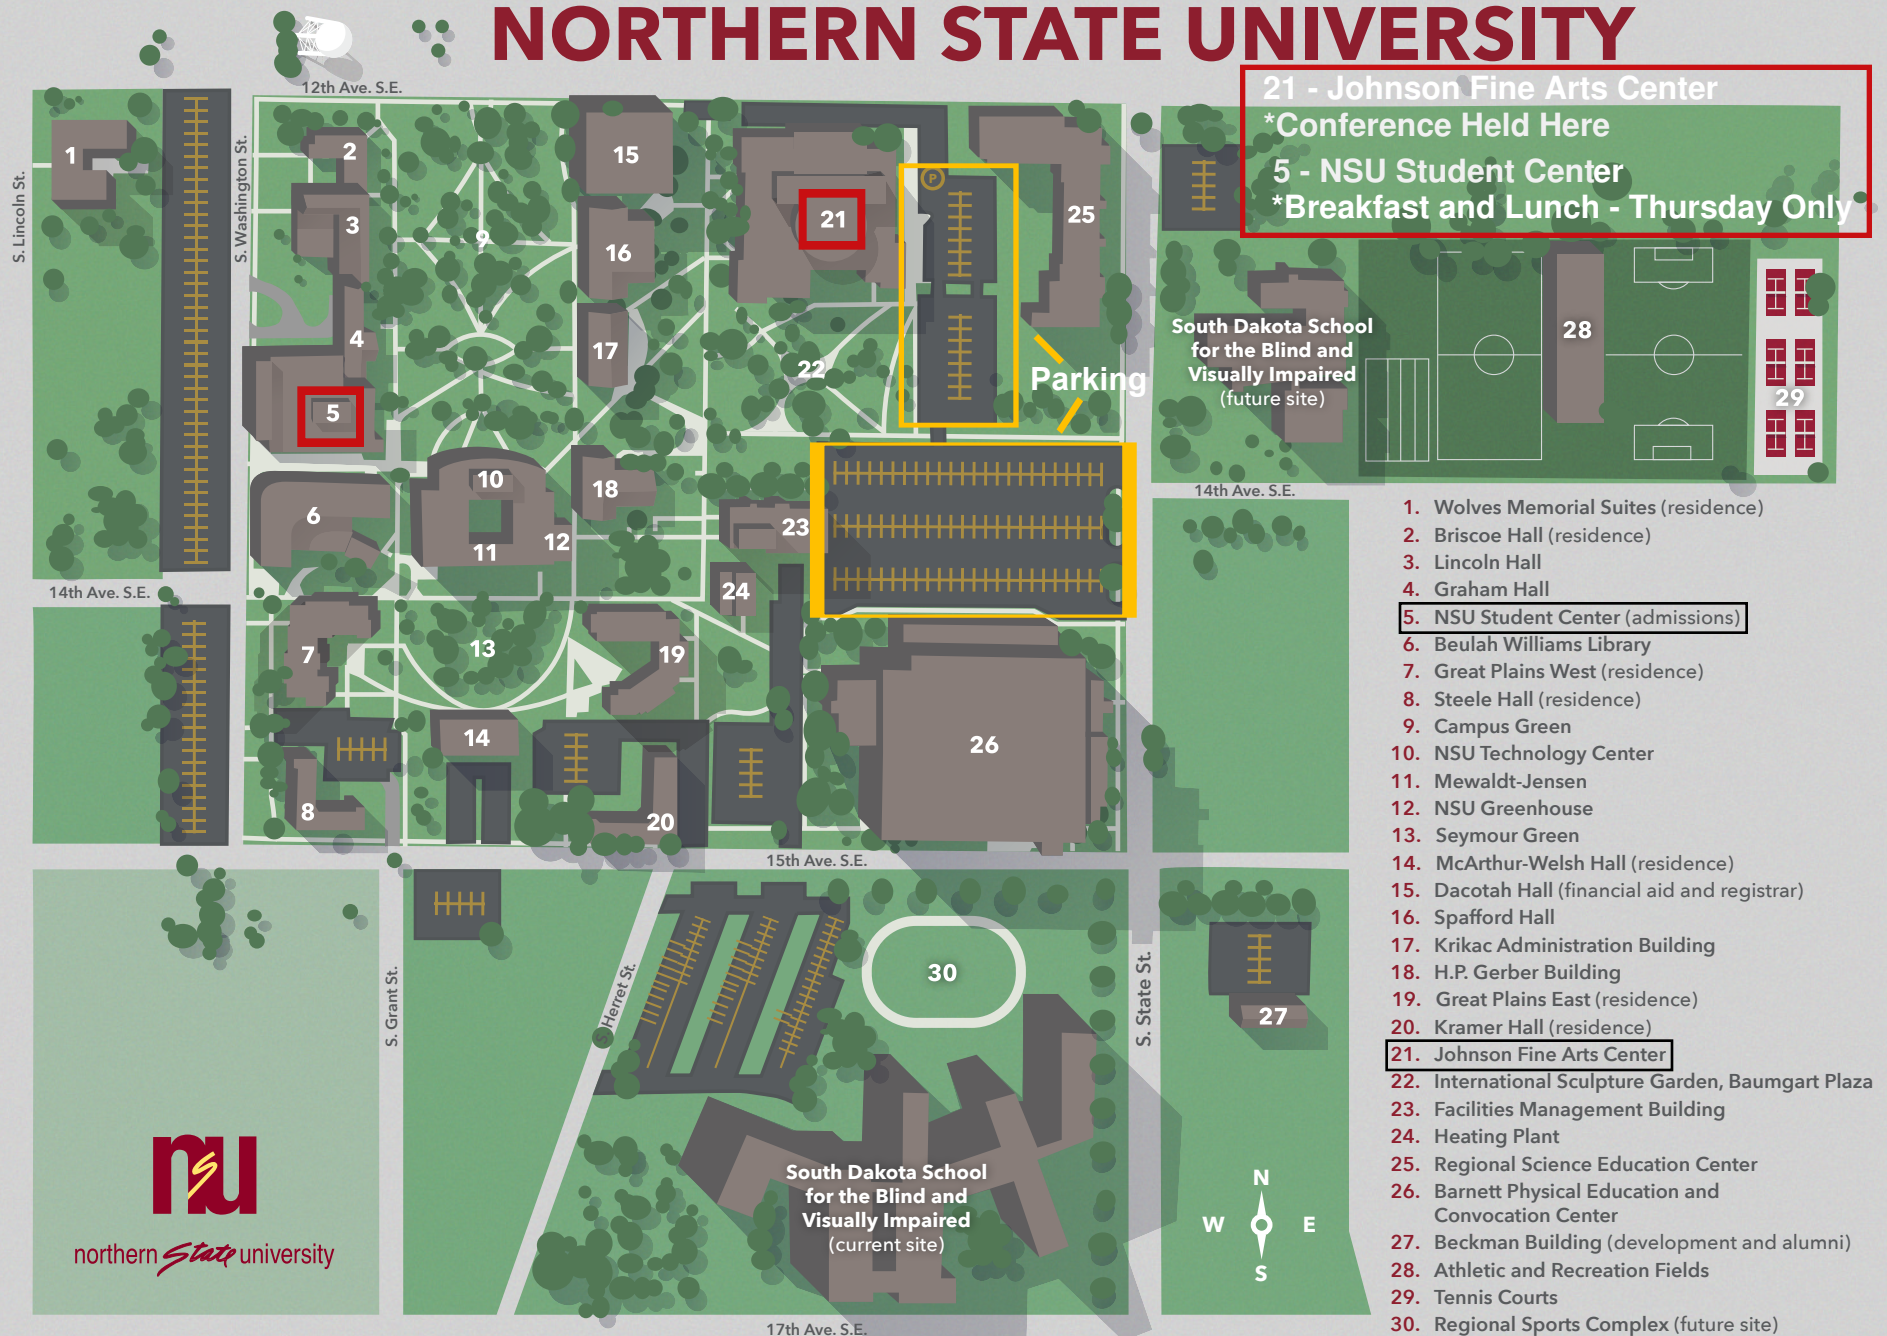 NORTHERN STATE UNIVERSITY
21 - Johnson Fine Arts Center
*Conference Held Here
5 - NSU Student Center
*Breakfast and Lunch - Thursday Only
12th Ave. S.E.
S. Lincoln St.
S. Washington St.
1
2
3
4
5
6
7
8
9
10
11
12
13
14
15
16
17
18
19
20
21
22
23
24
25
26
27
28
29
30
P
Parking
South Dakota School
for the Blind and
Visually Impaired
(future site)
14th Ave. S.E.
14th Ave. S.E.
15th Ave. S.E.
S. Grant St.
S. Herret St.
S. State St.
South Dakota School
for the Blind and
Visually Impaired
(current site)
17th Ave. S.E.
N
W E
S
nsu
northern State university
1. Wolves Memorial Suites (residence)
2. Briscoe Hall (residence)
3. Lincoln Hall
4. Graham Hall
5. NSU Student Center (admissions)
6. Beulah Williams Library
7. Great Plains West (residence)
8. Steele Hall (residence)
9. Campus Green
10. NSU Technology Center
11. Mewaldt-Jensen
12. NSU Greenhouse
13. Seymour Green
14. McArthur-Welsh Hall (residence)
15. Dacotah Hall (financial aid and registrar)
16. Spafford Hall
17. Krikac Administration Building
18. H.P. Gerber Building
19. Great Plains East (residence)
20. Kramer Hall (residence)
21. Johnson Fine Arts Center
22. International Sculpture Garden, Baumgart Plaza
23. Facilities Management Building
24. Heating Plant
25. Regional Science Education Center
26. Barnett Physical Education and
Convocation Center
27. Beckman Building (development and alumni)
28. Athletic and Recreation Fields
29. Tennis Courts
30. Regional Sports Complex (future site)